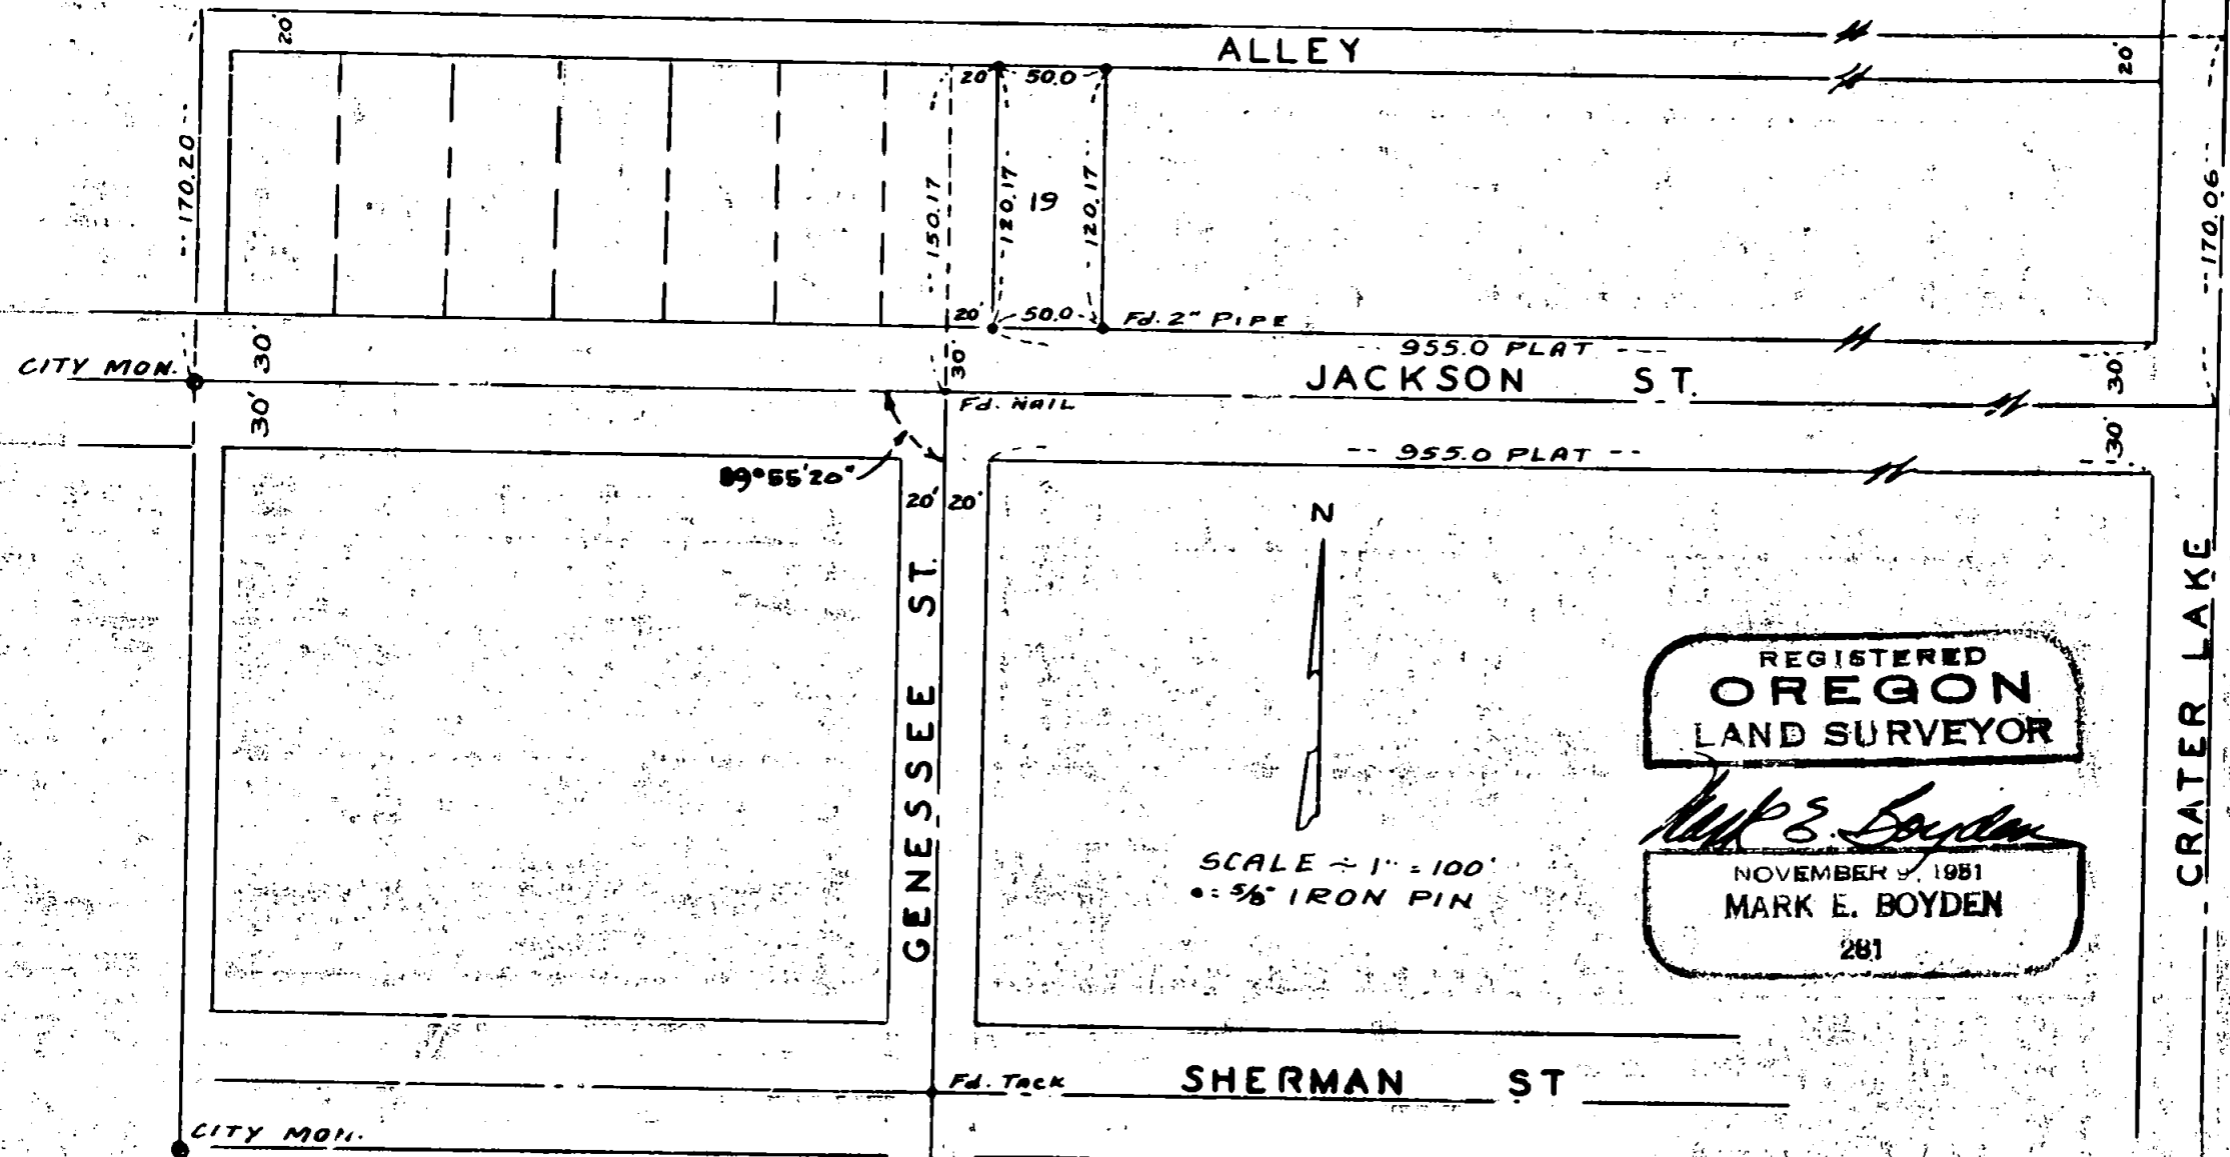 20'
ALLEY
20'
20' 50.0
170.20
150.17
120.17
19
120.17
170.06
20' 50.0
Fd. 2" PIPE
955.0 PLAT
CITY MON.
30'
30'
JACKSON ST.
30'
30'
Fd. NAIL
955.0 PLAT
30'
89°55'20"
20' 20'
N
GENESSEE ST.
CRATER LAKE
REGISTERED
OREGON
LAND SURVEYOR
Mark E. Boyden
NOVEMBER 9, 1951
MARK E. BOYDEN
281
SCALE ~ 1" = 100'
•= 5/8" IRON PIN
Fd. TACK
SHERMAN ST
CITY MON.